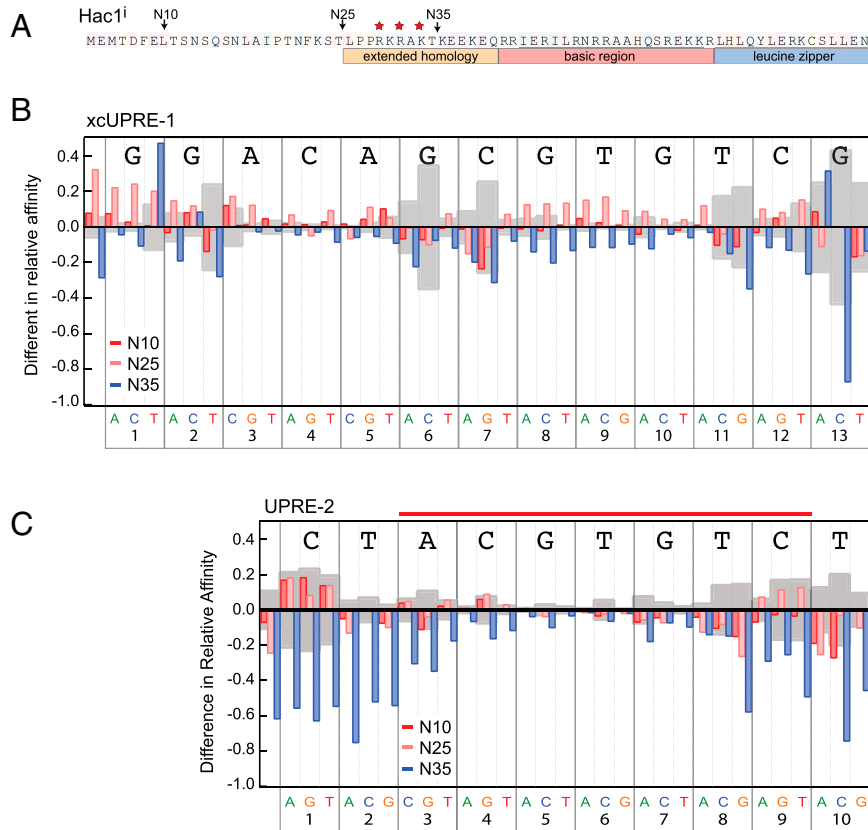 A
Hac1i
N10 N25 N35
MEMTDFELTSNSQSNLAIPTNFKSTLPPRKRAKTKEEKEQRRIERILRNRRAAHQSREKKRLHLQYLERKCSLLEN
extended homology basic region leucine zipper
B
xcUPRE-1
G G A C A G C G T G T C G
Different in relative affinity
0.4
0.2
0.0
-0.2
-0.4
-0.6
-0.8
-1.0
N10
N25
N35
A C T A C T C G T A G T C G T A C T A G T A C T A C G A C T A C G A G T A C T
1 2 3 4 5 6 7 8 9 10 11 12 13
C
UPRE-2
C T A C G T G T C T
Difference in Relative Affinity
0.4
0.2
0.0
-0.2
-0.4
-0.6
-0.8
-1.0
N10
N25
N35
A G T A C G C G T A G T A C T A C G A C T A C G A G T A C G
1 2 3 4 5 6 7 8 9 10